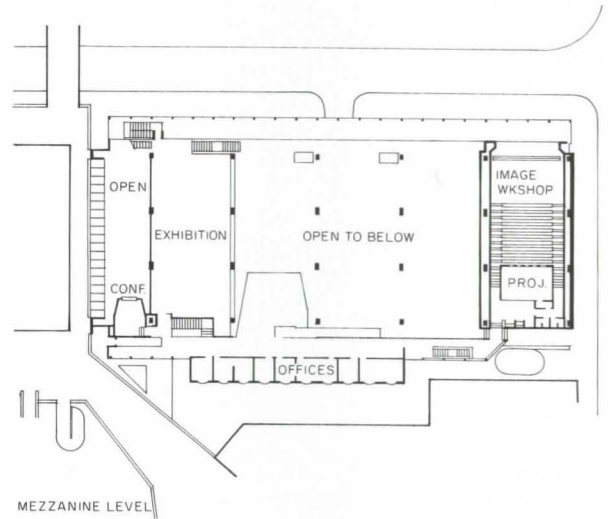 OPEN
IMAGE
WKSHOP
EXHIBITION
OPEN TO BELOW
CONF.
PROJ.
OFFICES
MEZZANINE LEVEL